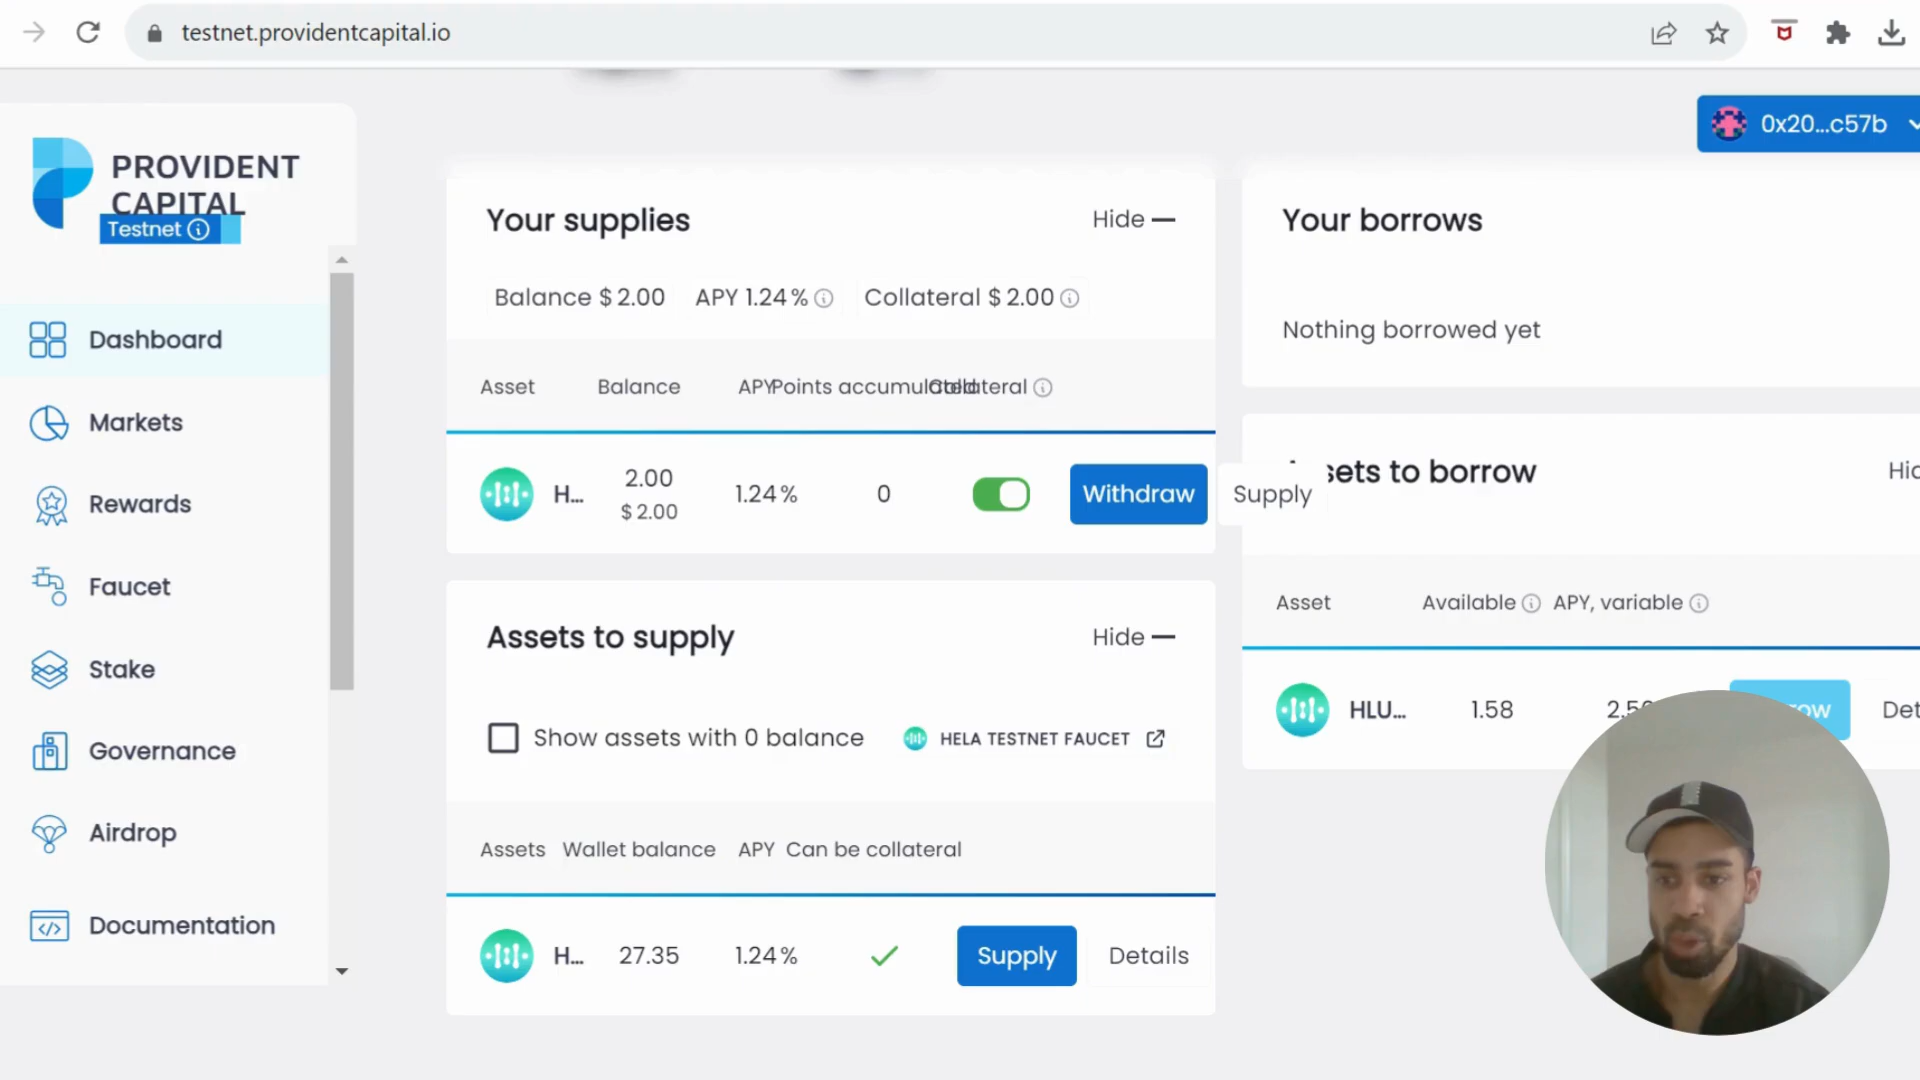 testnet.providentcapital.io
0x20...c57b
PROVIDENT
CAPITAL
Testnet
Dashboard
Markets
Rewards
Faucet
Stake
Governance
Airdrop
Documentation
Your supplies
Hide
Balance $ 2.00 APY 1.24 % Collateral $ 2.00
Asset Balance APY Points accumulated Collateral
H... 2.00 1.24 % 0 Withdraw Supply
$ 2.00
Assets to supply
Hide
Show assets with 0 balance HELA TESTNET FAUCET
Assets Wallet balance APY Can be collateral
H... 27.35 1.24 % Supply Details
Your borrows
Nothing borrowed yet
to borrow
Asset Available APY, variable
HLU... 1.58